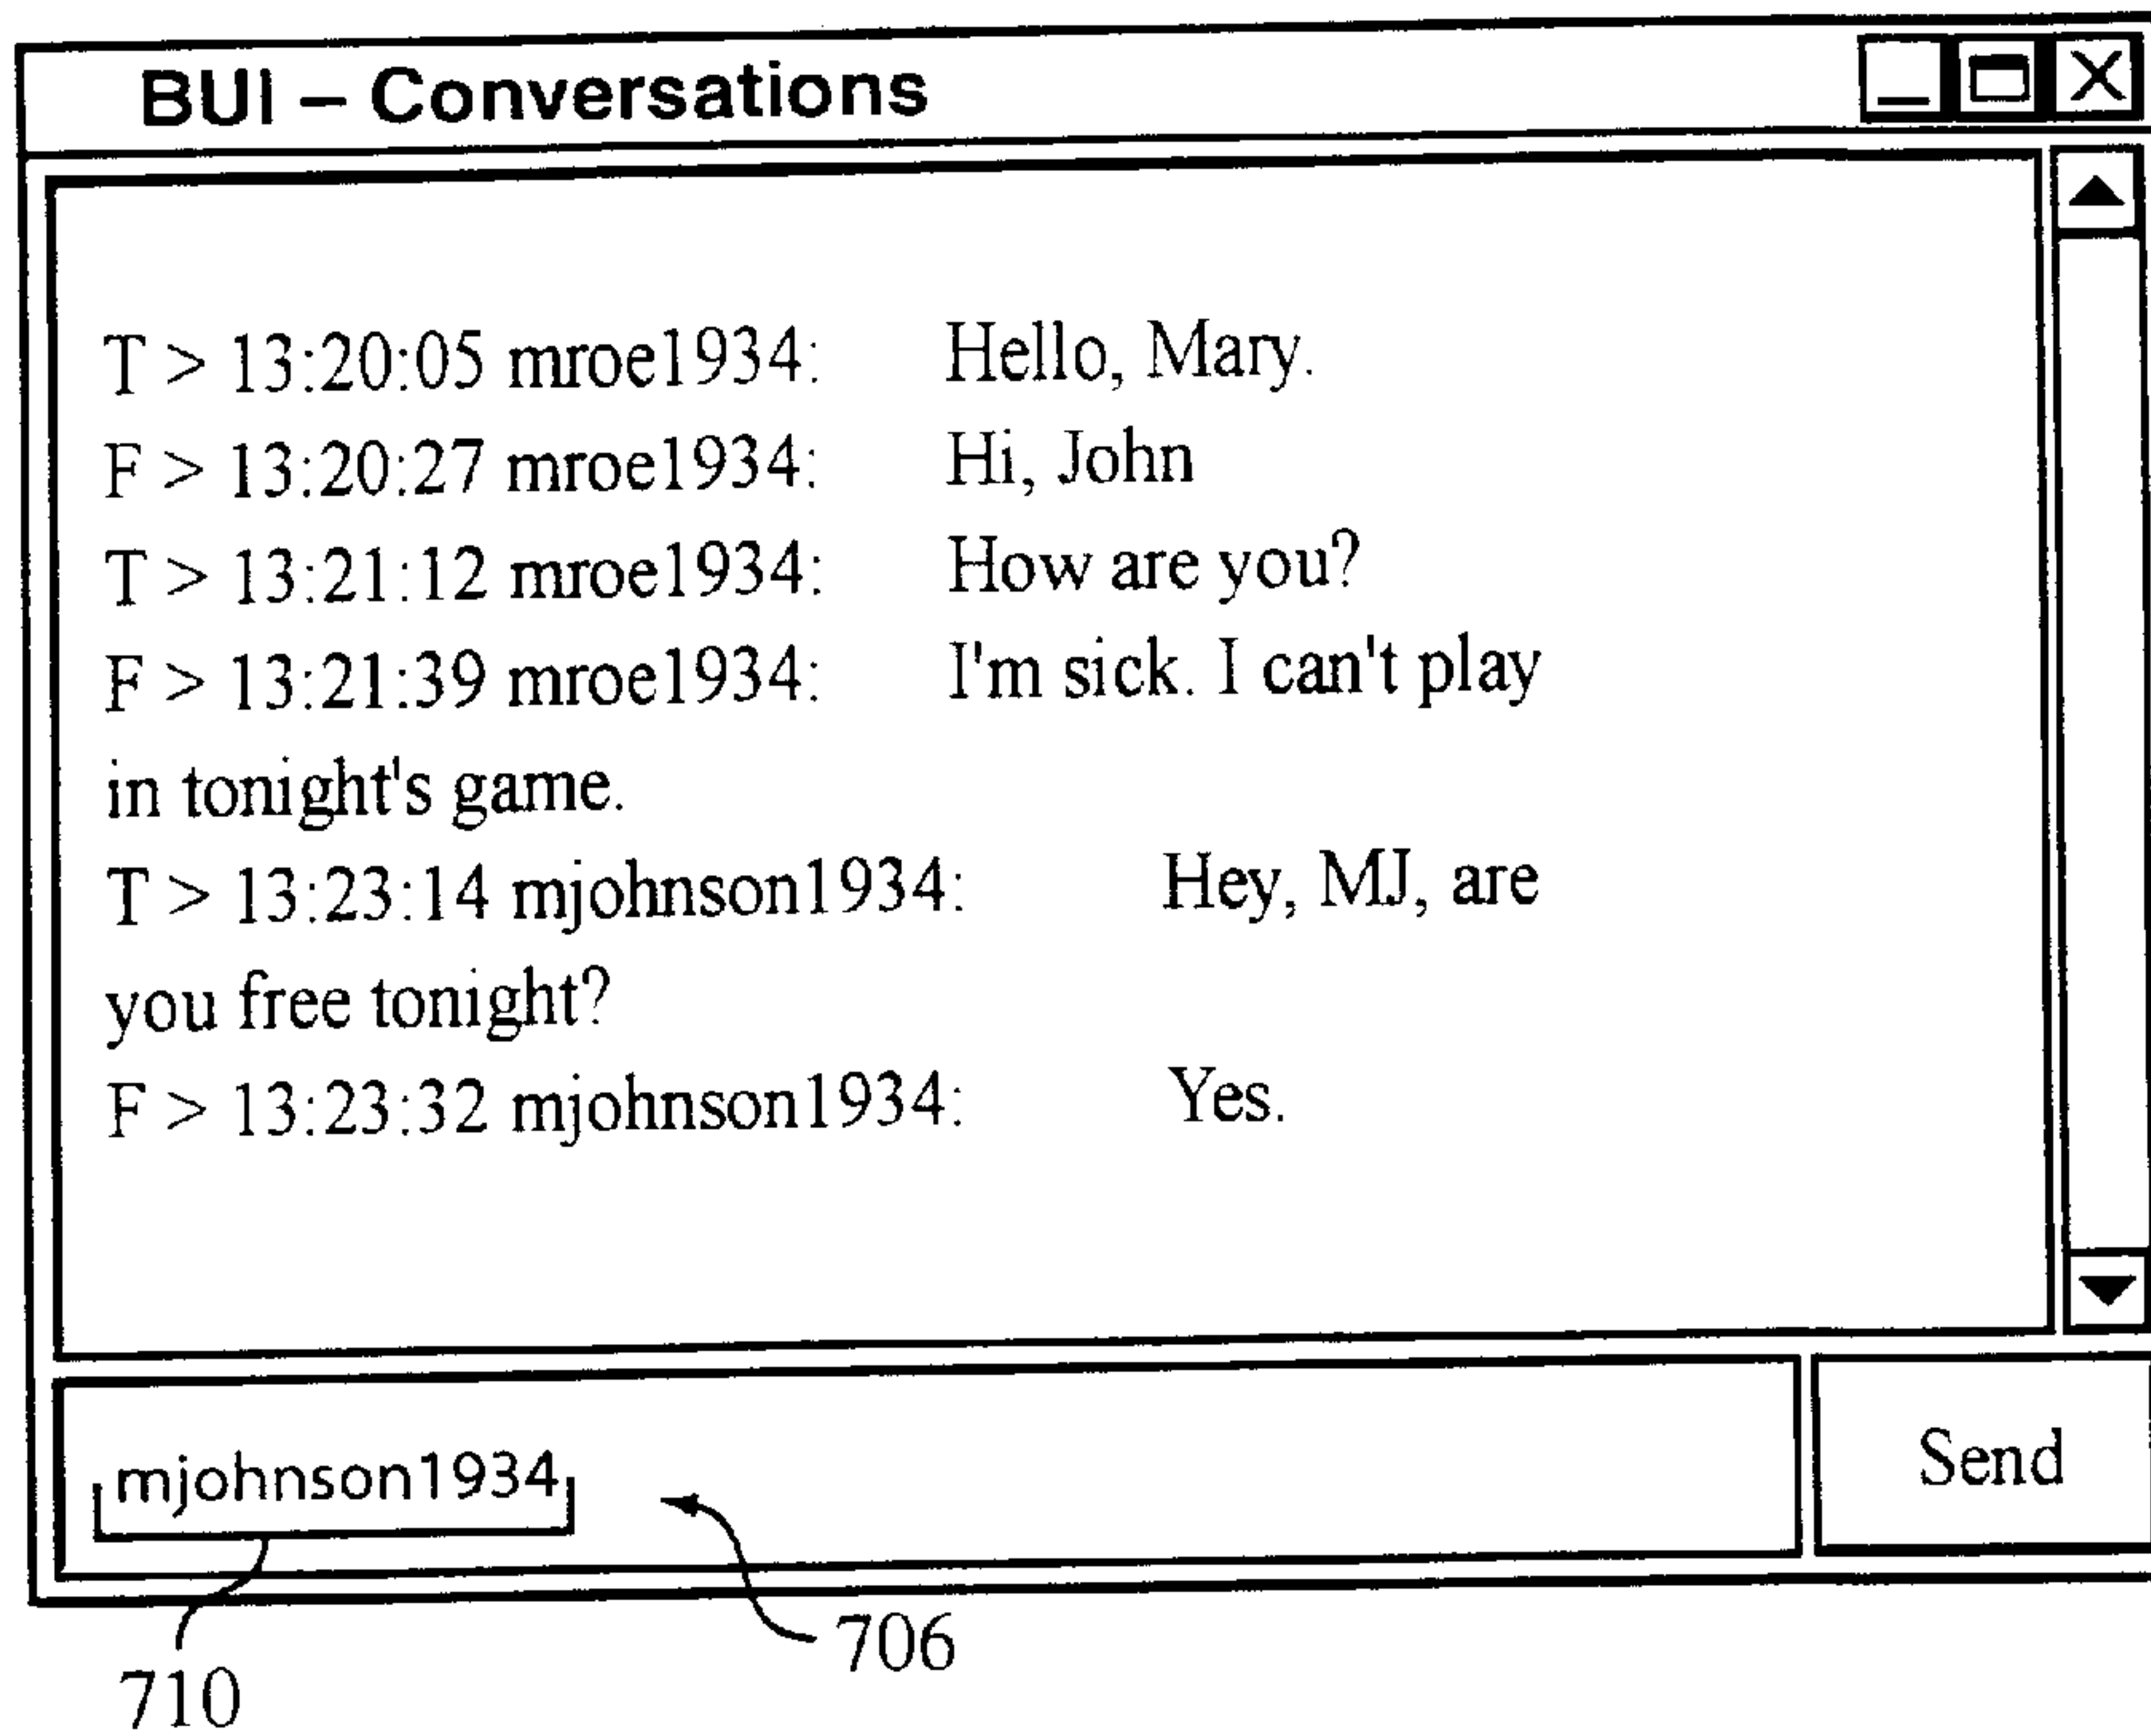 BUI – Conversations
T > 13:20:05 mroe1934: Hello, Mary.
F > 13:20:27 mroe1934: Hi, John
T > 13:21:12 mroe1934: How are you?
F > 13:21:39 mroe1934: I'm sick. I can't play
in tonight's game.
T > 13:23:14 mjohnson1934: Hey, MJ, are
you free tonight?
F > 13:23:32 mjohnson1934: Yes.
mjohnson1934
Send
706
710